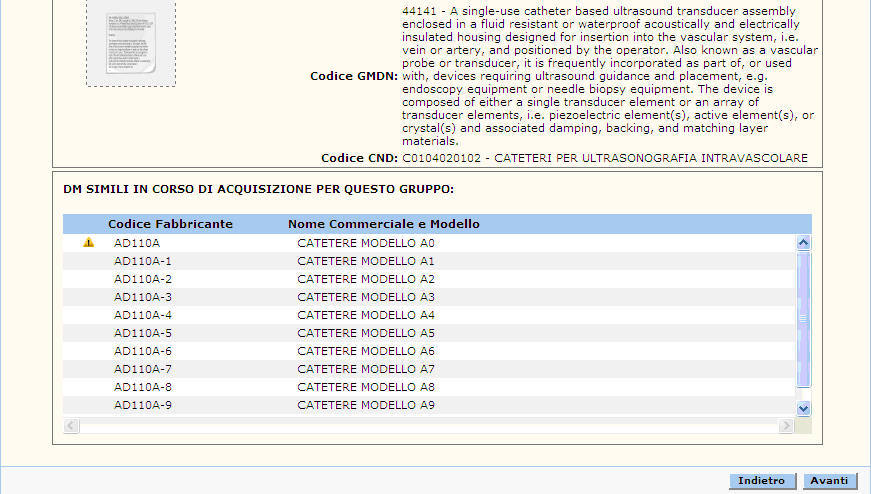 44141 - A single-use catheter based ultrasound transducer assembly
enclosed in a fluid resistant or waterproof acoustically and electrically
insulated housing designed for insertion into the vascular system, i.e.
vein or artery, and positioned by the operator. Also known as a vascular
probe or transducer, it is frequently incorporated as part of, or used
Codice GMDN: with, devices requiring ultrasound guidance and placement, e.g.
endoscopy equipment or needle biopsy equipment. The device is
composed of either a single transducer element or an array of
transducer elements, i.e. piezoelectric element(s), active element(s), or
crystal(s) and associated damping, backing, and matching layer
materials.
Codice CND: C0104020102 - CATETERI PER ULTRASONOGRAFIA INTRAVASCOLARE
DM SIMILI IN CORSO DI ACQUISIZIONE PER QUESTO GRUPPO:
Codice Fabbricante Nome Commerciale e Modello
AD110A CATETERE MODELLO A0
AD110A-1 CATETERE MODELLO A1
AD110A-2 CATETERE MODELLO A2
AD110A-3 CATETERE MODELLO A3
AD110A-4 CATETERE MODELLO A4
AD110A-5 CATETERE MODELLO A5
AD110A-6 CATETERE MODELLO A6
AD110A-7 CATETERE MODELLO A7
AD110A-8 CATETERE MODELLO A8
AD110A-9 CATETERE MODELLO A9
Indietro Avanti